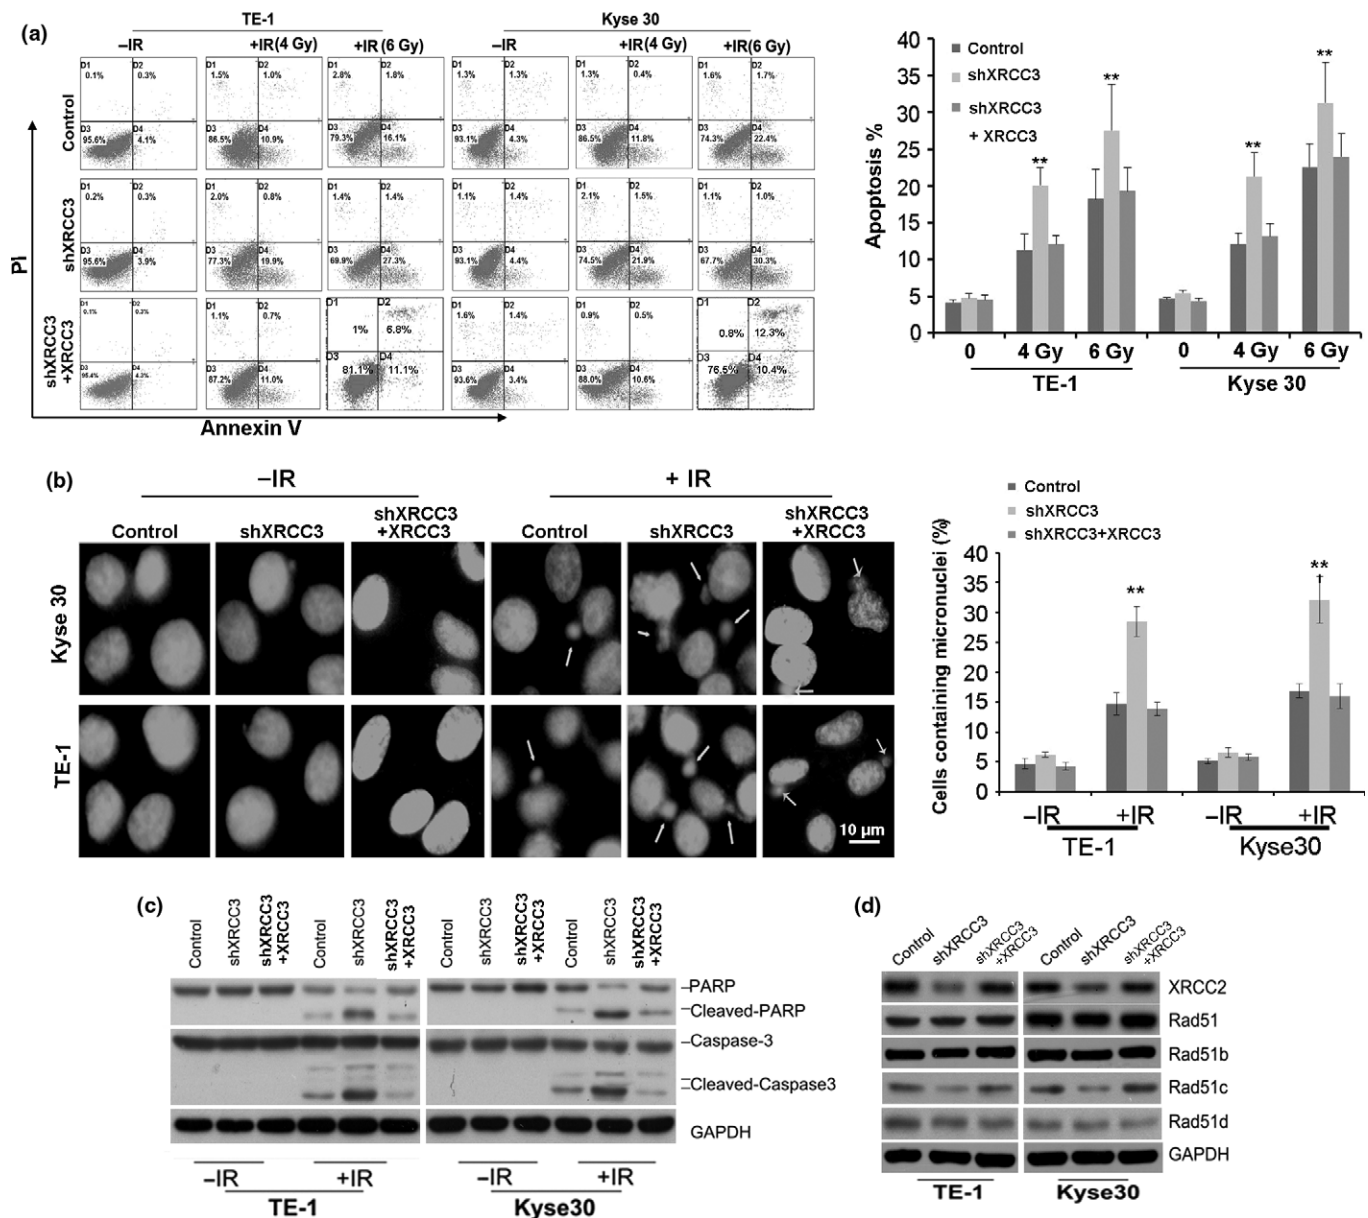 (a)
TE-1
Kyse 30
–IR
+IR(4 Gy)
+IR(6 Gy)
–IR
+IR(4 Gy)
+IR(6 Gy)
Control
D1 0.1% D2 0.3% D3 95.6% D4 4.1%
D1 1.5% D2 1.0% D3 86.5% D4 10.9%
D1 2.8% D2 1.8% D3 79.3% D4 16.1%
D1 1.3% D2 1.3% D3 93.1% D4 4.3%
D1 1.3% D2 0.4% D3 86.5% D4 11.8%
D1 1.6% D2 1.7% D3 74.3% D4 22.4%
shXRCC3
D1 0.2% D2 0.3% D3 95.6% D4 3.9%
D1 2.0% D2 0.8% D3 77.3% D4 19.9%
D1 1.4% D2 1.4% D3 69.9% D4 27.3%
D1 1.1% D2 1.4% D3 93.1% D4 4.4%
D1 2.1% D2 1.5% D3 74.5% D4 21.9%
D1 1.1% D2 1.0% D3 67.7% D4 30.3%
shXRCC3
+XRCC3
D1 0.1% D2 0.3% D3 95.4% D4 4.3%
D1 1.1% D2 0.7% D3 87.2% D4 11.0%
D1 1% D2 6.8% D3 81.1% D4 11.1%
D1 1.6% D2 1.4% D3 93.6% D4 3.4%
D1 0.9% D2 0.5% D3 88.0% D4 10.6%
D1 0.8% D2 12.3% D3 76.5% D4 10.4%
PI
Annexin V
Apoptosis %
40
35
30
25
20
15
10
5
0
Control
shXRCC3
shXRCC3
+ XRCC3
**
**
**
**
0
4 Gy
6 Gy
0
4 Gy
6 Gy
TE-1
Kyse 30
(b)
–IR
+ IR
Control
shXRCC3
shXRCC3
+XRCC3
Control
shXRCC3
shXRCC3
+XRCC3
Kyse 30
TE-1
10 µm
Control
shXRCC3
shXRCC3+XRCC3
Cells containing micronuclei (%)
40
35
30
25
20
15
10
5
0
**
**
–IR
+IR
–IR
+IR
TE-1
Kyse30
(c)
Control
shXRCC3
shXRCC3
+XRCC3
Control
shXRCC3
shXRCC3
+XRCC3
Control
shXRCC3
shXRCC3
+XRCC3
Control
shXRCC3
shXRCC3
+XRCC3
PARP
Cleaved-PARP
Caspase-3
Cleaved-Caspase3
GAPDH
–IR
+IR
–IR
+IR
TE-1
Kyse30
(d)
Control
shXRCC3
shXRCC3
+XRCC3
Control
shXRCC3
shXRCC3
+XRCC3
XRCC2
Rad51
Rad51b
Rad51c
Rad51d
GAPDH
TE-1
Kyse30